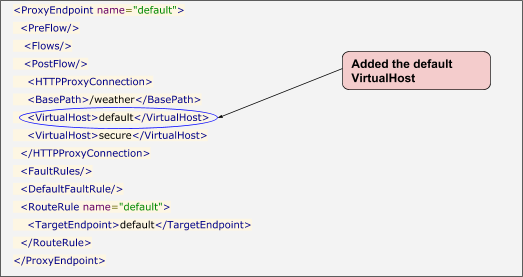 <ProxyEndpoint name="default">
<PreFlow/>
<Flows/>
<PostFlow/>
<HTTPProxyConnection>
<BasePath>/weather</BasePath>
<VirtualHost>default</VirtualHost>
<VirtualHost>secure</VirtualHost>
</HTTPProxyConnection>
<FaultRules/>
<DefaultFaultRule/>
<RouteRule name="default">
<TargetEndpoint>default</TargetEndpoint>
</RouteRule>
</ProxyEndpoint>
Added the default
VirtualHost